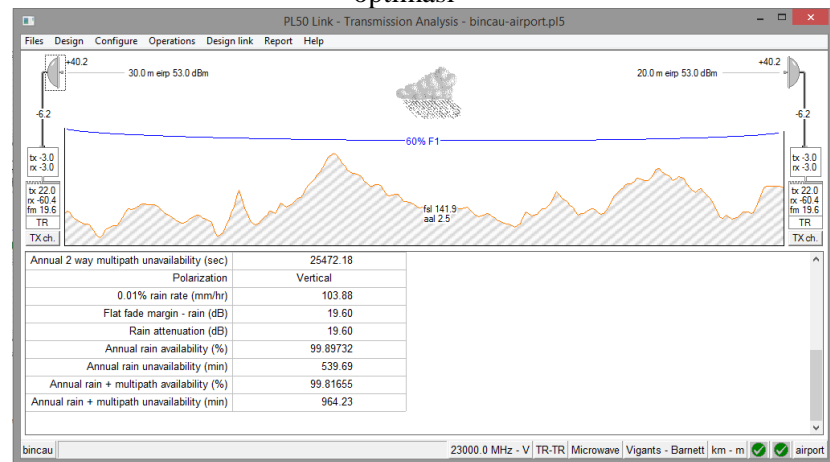 optimasi
PL50 Link - Transmission Analysis - bincau-airport.pl5
Files Design Configure Operations Design link Report Help
+40.2
30.0 m eirp 53.0 dBm
20.0 m eirp 53.0 dBm
+40.2
-6.2
-6.2
60% F1
tx -3.0
rx -3.0
tx -3.0
rx -3.0
tx 22.0
rx -60.4
fm 19.6
tx 22.0
rx -60.4
fm 19.6
fsl 141.9
aal 2.5
TR
TR
TX ch.
TX ch.
Annual 2 way multipath unavailability (sec) 25472.18
Polarization Vertical
0.01% rain rate (mm/hr) 103.88
Flat fade margin - rain (dB) 19.60
Rain attenuation (dB) 19.60
Annual rain availability (%) 99.89732
Annual rain unavailability (min) 539.69
Annual rain + multipath availability (%) 99.81655
Annual rain + multipath unavailability (min) 964.23
bincau 23000.0 MHz - V TR-TR Microwave Vigants - Barnett km - m airport